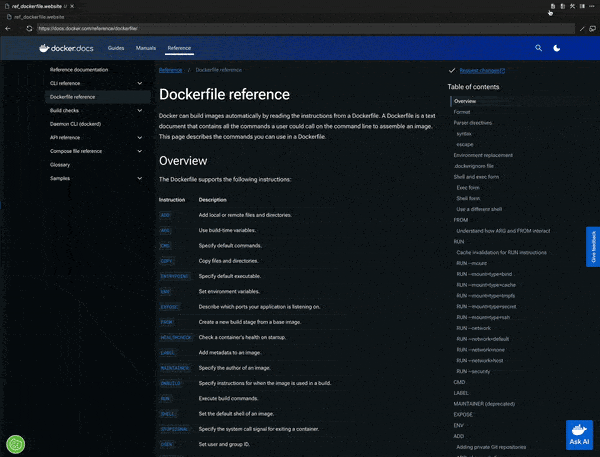 ref_dockerfile.website U
ref_dockerfile.website
https://docs.docker.com/reference/dockerfile/
docker.docs
Guides
Manuals
Reference
Reference documentation
CLI reference
Dockerfile reference
Build checks
Daemon CLI (dockerd)
API reference
Compose file reference
Glossary
Samples
Reference / Dockerfile reference
Dockerfile reference
Docker can build images automatically by reading the instructions from a Dockerfile. A Dockerfile is a text
document that contains all the commands a user could call on the command line to assemble an image.
This page describes the commands you can use in a Dockerfile.
Overview
The Dockerfile supports the following instructions:
Instruction Description
ADD Add local or remote files and directories.
ARG Use build-time variables.
CMD Specify default commands.
COPY Copy files and directories.
ENTRYPOINT Specify default executable.
ENV Set environment variables.
EXPOSE Describe which ports your application is listening on.
FROM Create a new build stage from a base image.
HEALTHCHECK Check a container's health on startup.
LABEL Add metadata to an image.
MAINTAINER Specify the author of an image.
ONBUILD Specify instructions for when the image is used in a build.
RUN Execute build commands.
SHELL Set the default shell of an image.
STOPSIGNAL Specify the system call signal for exiting a container.
USER Set user and group ID.
Request changes
Table of contents
Overview
Format
Parser directives
syntax
escape
Environment replacement
.dockerignore file
Shell and exec form
Exec form
Shell form
Use a different shell
FROM
Understand how ARG and FROM interact
RUN
Cache invalidation for RUN instructions
RUN --mount
RUN --mount=type=bind
RUN --mount=type=cache
RUN --mount=type=tmpfs
RUN --mount=type=secret
RUN --mount=type=ssh
RUN --network
RUN --network=default
RUN --network=none
RUN --network=host
RUN --security
CMD
LABEL
MAINTAINER (deprecated)
EXPOSE
ENV
ADD
Adding private Git repositories
Give feedback
Ask AI